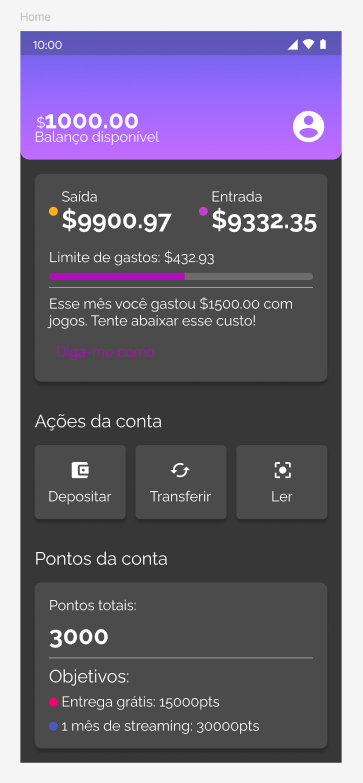 Home
10:00
$1000.00
Balanço disponível
Saída
$9900.97
Entrada
$9332.35
Limite de gastos: $432.93
Esse mês você gastou $1500.00 com
jogos. Tente abaixar esse custo!
Diga-me como
Ações da conta
Depositar
Transferir
Ler
Pontos da conta
Pontos totais:
3000
Objetivos:
Entrega grátis: 15000pts
1 mês de streaming: 30000pts